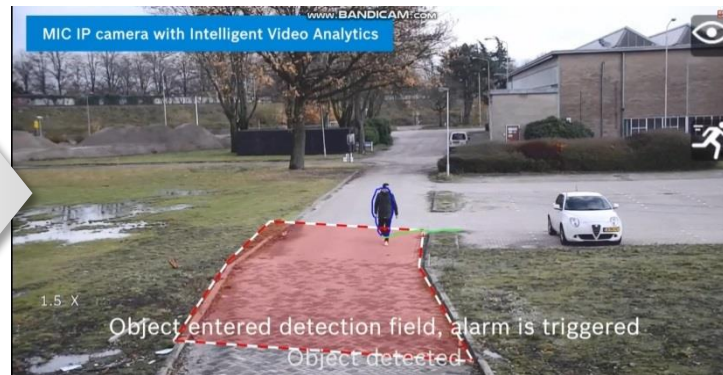 WWW.BANDICAM.COM
MIC IP camera with Intelligent Video Analytics
1.5 X
Object entered detection field, alarm is triggered
Object detected